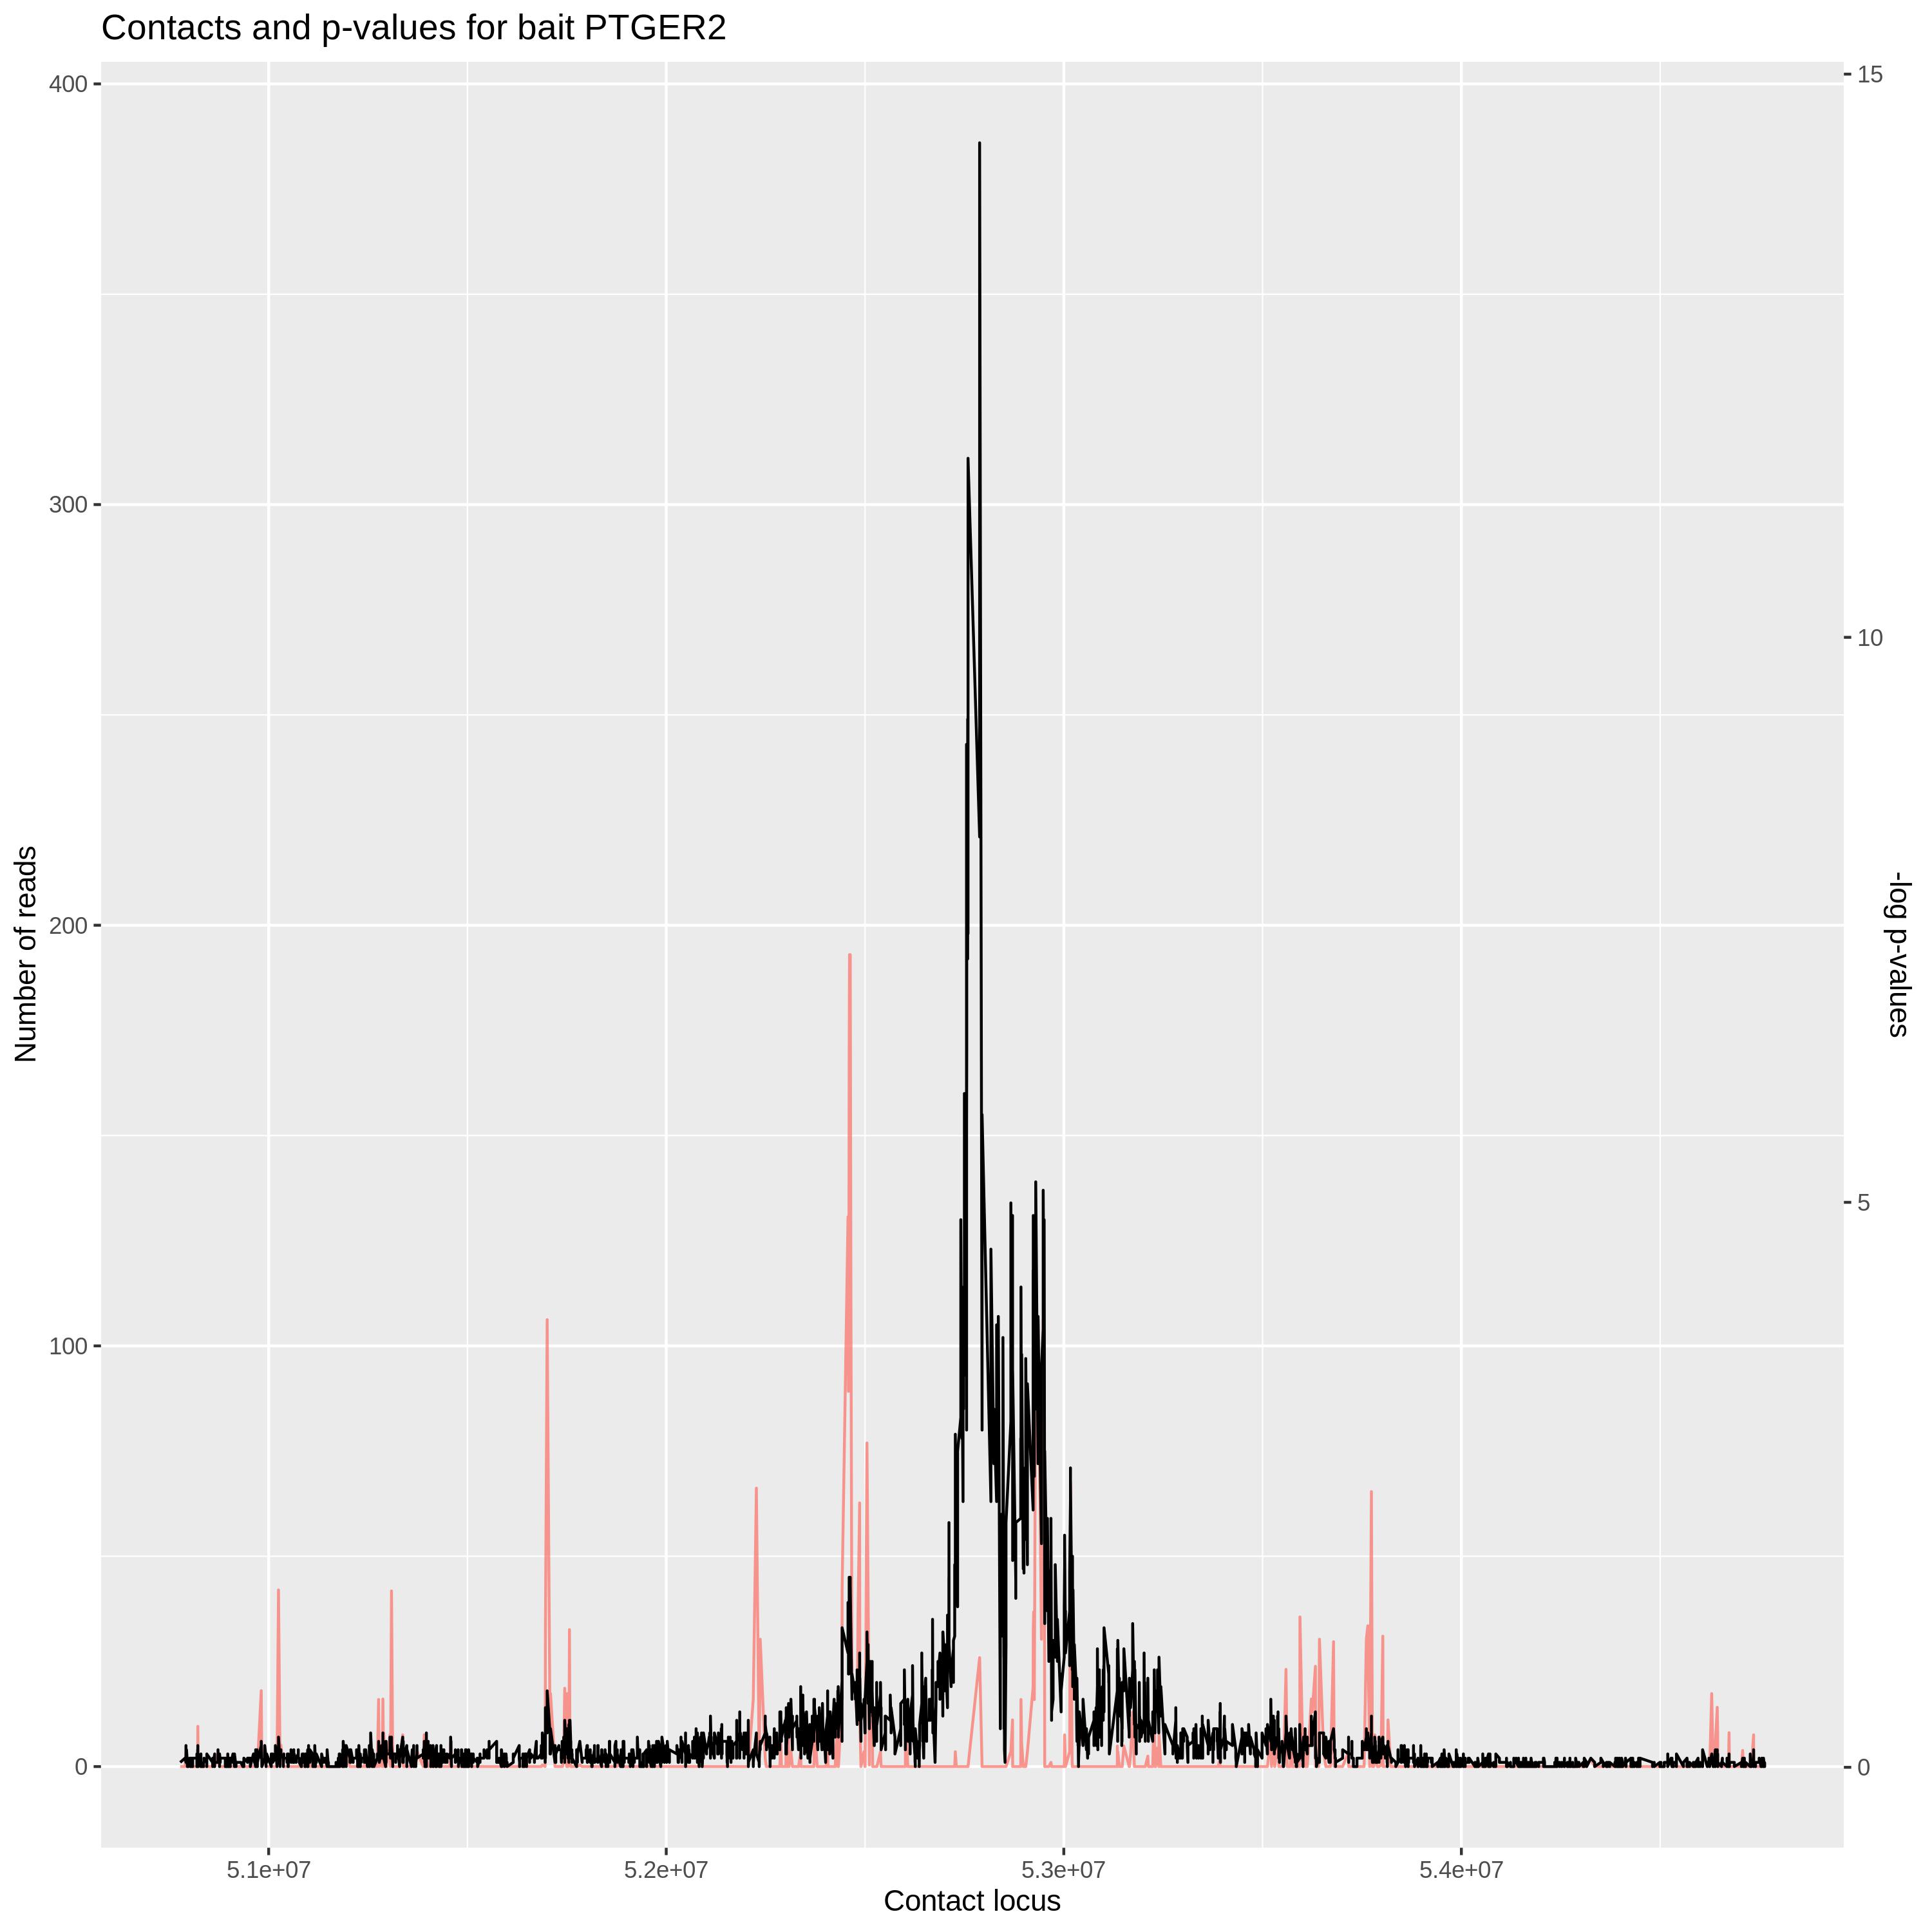 Contacts and p-values for bait PTGER2
400
300
200
100
0
Number of reads
15
10
5
0
-log p-values
5.1e+07
5.2e+07
5.3e+07
5.4e+07
Contact locus